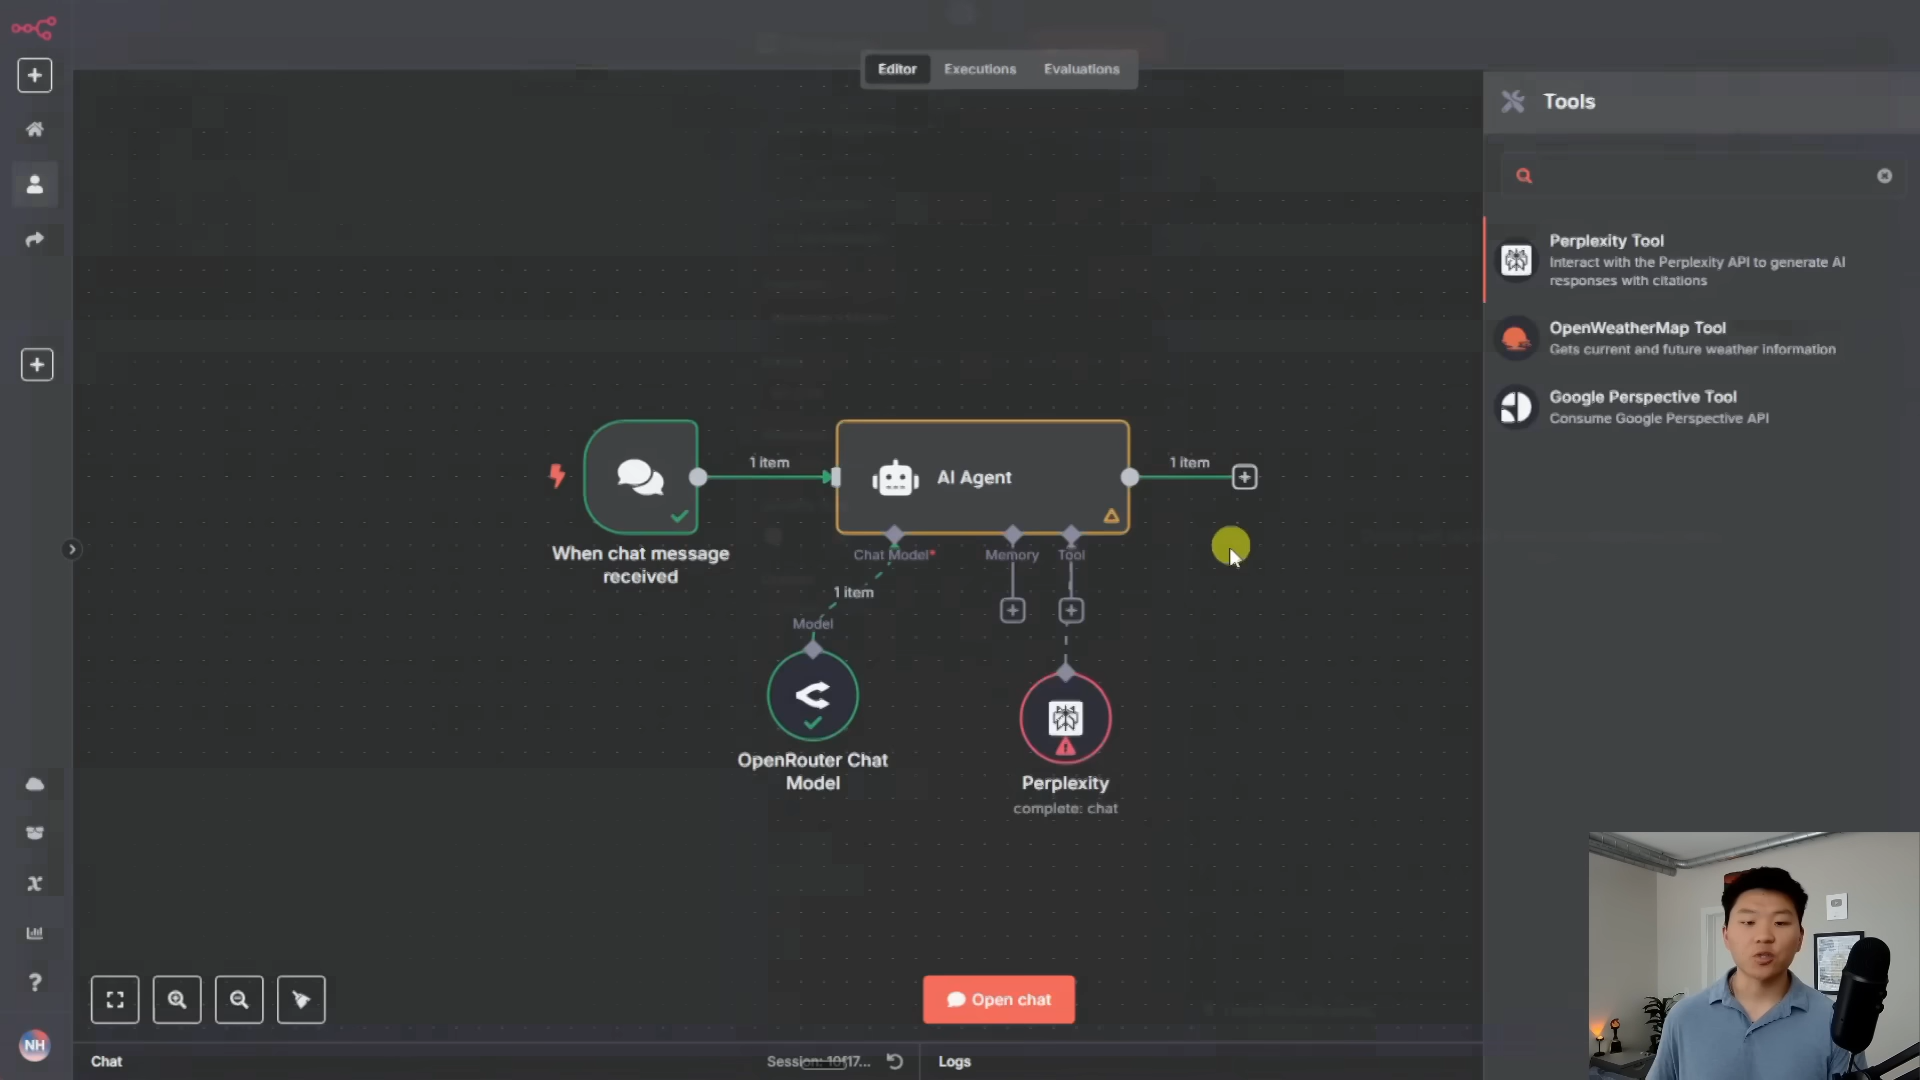 Editor
Executions
Evaluations
Tools
Perplexity Tool
Interact with the Perplexity API to generate AI
responses with citations
OpenWeatherMap Tool
Gets current and future weather information
Google Perspective Tool
Consume Google Perspective API
1 item
AI Agent
1 item
When chat message
received
Chat Model*
Memory
Tool
1 item
Model
OpenRouter Chat
Model
Perplexity
complete: chat
Open chat
NH
Chat
Logs